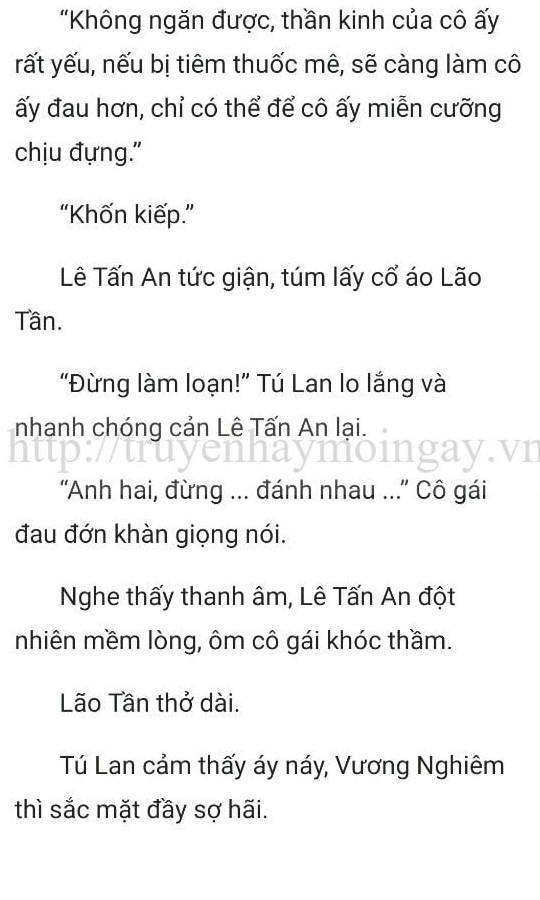 “Không ngăn được, thần kinh của cô ấy
rất yếu, nếu bị tiêm thuốc mê, sẽ càng làm cô
ấy đau hơn, chỉ có thể để cô ấy miễn cưỡng
chịu đựng.”
“Khốn kiếp.”
Lê Tấn An tức giận, túm lấy cổ áo Lão
Tần.
“Đừng làm loạn!” Tú Lan lo lắng và
nhanh chóng cản Lê Tấn An lại.
http://truyenhaymoingay.vn
“Anh hai, đừng ... đánh nhau ...” Cô gái
đau đớn khàn giọng nói.
Nghe thấy thanh âm, Lê Tấn An đột
nhiên mềm lòng, ôm cô gái khóc thầm.
Lão Tần thở dài.
Tú Lan cảm thấy áy náy, Vương Nghiêm
thì sắc mặt đầy sợ hãi.